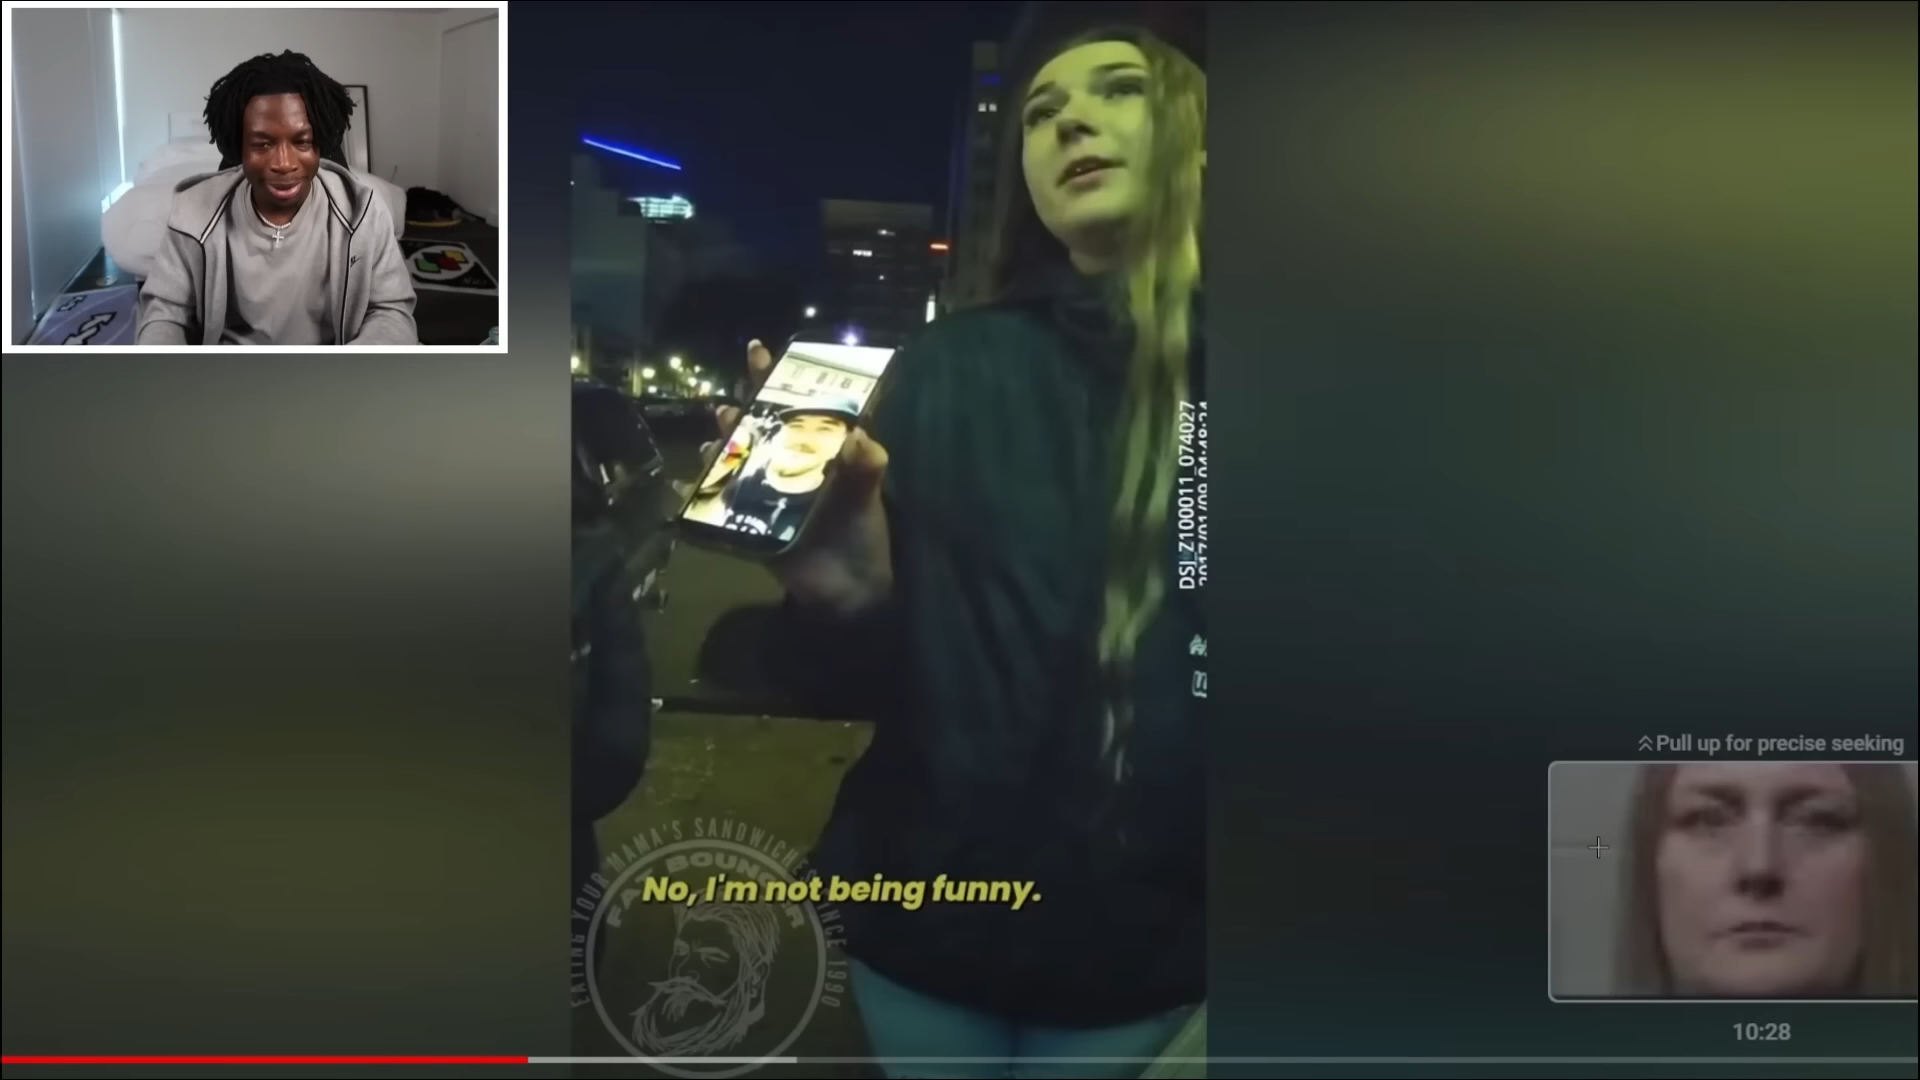 DSJ_Z100011_074027
Pull up for precise seeking
EATING YOUR MAMA'S SANDWICHES SINCE 1990
FAT BOUNCER
No, I'm not being funny.
10:28